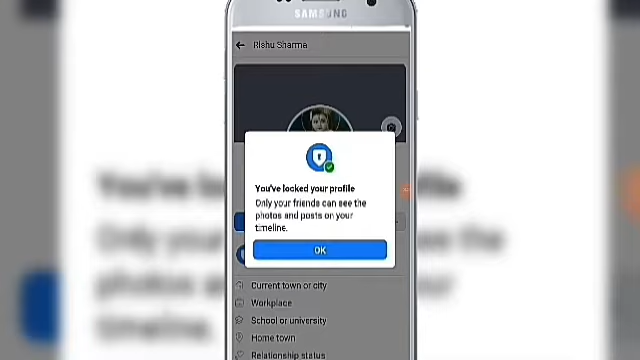 SAMSUNG
Rishu Sharma
You've locked your profile
Only your friends can see the
photos and posts on your
timeline.
OK
Current town or city
Workplace
School or university
Home town
Relationship status